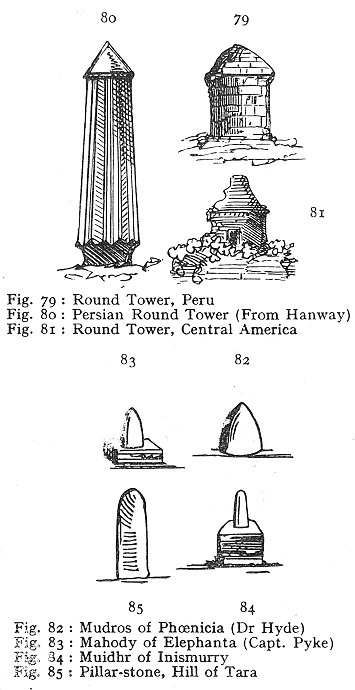 80 79
81
Fig. 79 : Round Tower, Peru
Fig. 80 : Persian Round Tower (From Hanway)
Fig. 81 : Round Tower, Central America
83 82
85 84
Fig. 82 : Mudros of Phœnicia (Dr Hyde)
Fig. 83 : Mahody of Elephanta (Capt. Pyke)
Fig. 84 : Muidhr of Inismurry
Fig. 85 : Pillar-stone, Hill of Tara